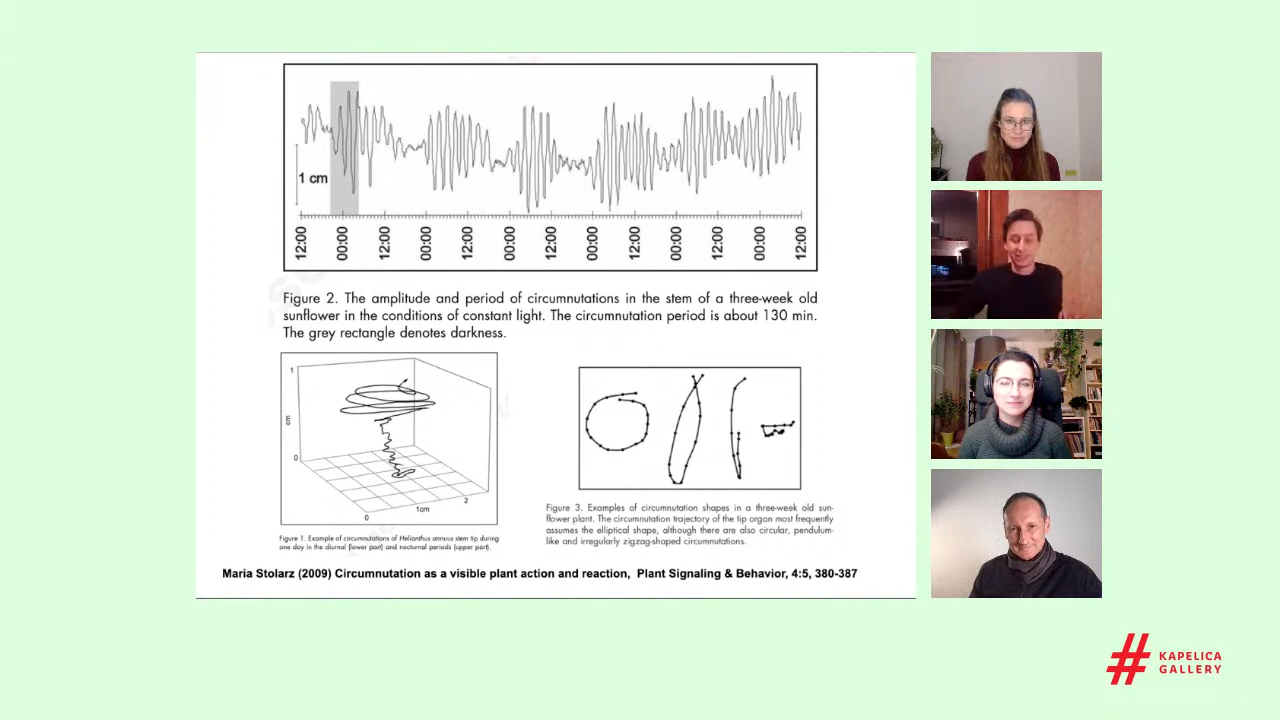 1 cm
12:00
00:00
12:00
00:00
12:00
00:00
12:00
00:00
12:00
00:00
12:00
00:00
12:00
Figure 2. The amplitude and period of circumnutations in the stem of a three-week old
sunflower in the conditions of constant light. The circumnutation period is about 130 min.
The grey rectangle denotes darkness.
1
cm
0
0
1cm
2
Figure 1. Example of circumnutations of Helianthus annuus stem tip during
one day in the diurnal (lower part) and nocturnal periods (upper part).
Figure 3. Examples of circumnutation shapes in a three-week old sun-
flower plant. The circumnutation trajectory of the tip organ most frequently
assumes the elliptical shape, although there are also circular, pendulum-
like and irregularly zigzag-shaped circumnutations.
Maria Stolarz (2009) Circumnutation as a visible plant action and reaction, Plant Signaling & Behavior, 4:5, 380-387
# KAPELICA
GALLERY